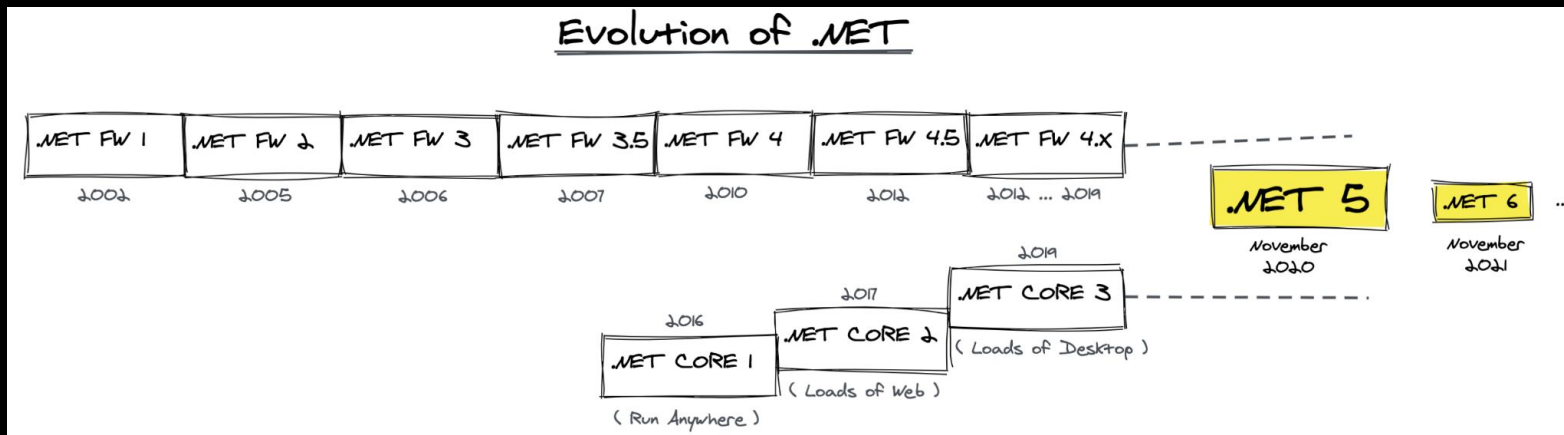 Evolution of .NET
.NET FW 1
.NET FW 2
.NET FW 3
.NET FW 3.5
.NET FW 4
.NET FW 4.5
.NET FW 4.X
2002
2005
2006
2007
2010
2012
2012 ... 2019
.NET 5
November
2020
.NET 6
November
2021
..
2016
.NET CORE 1
( Run Anywhere )
2017
.NET CORE 2
( Loads of Web )
2019
.NET CORE 3
( Loads of Desktop )